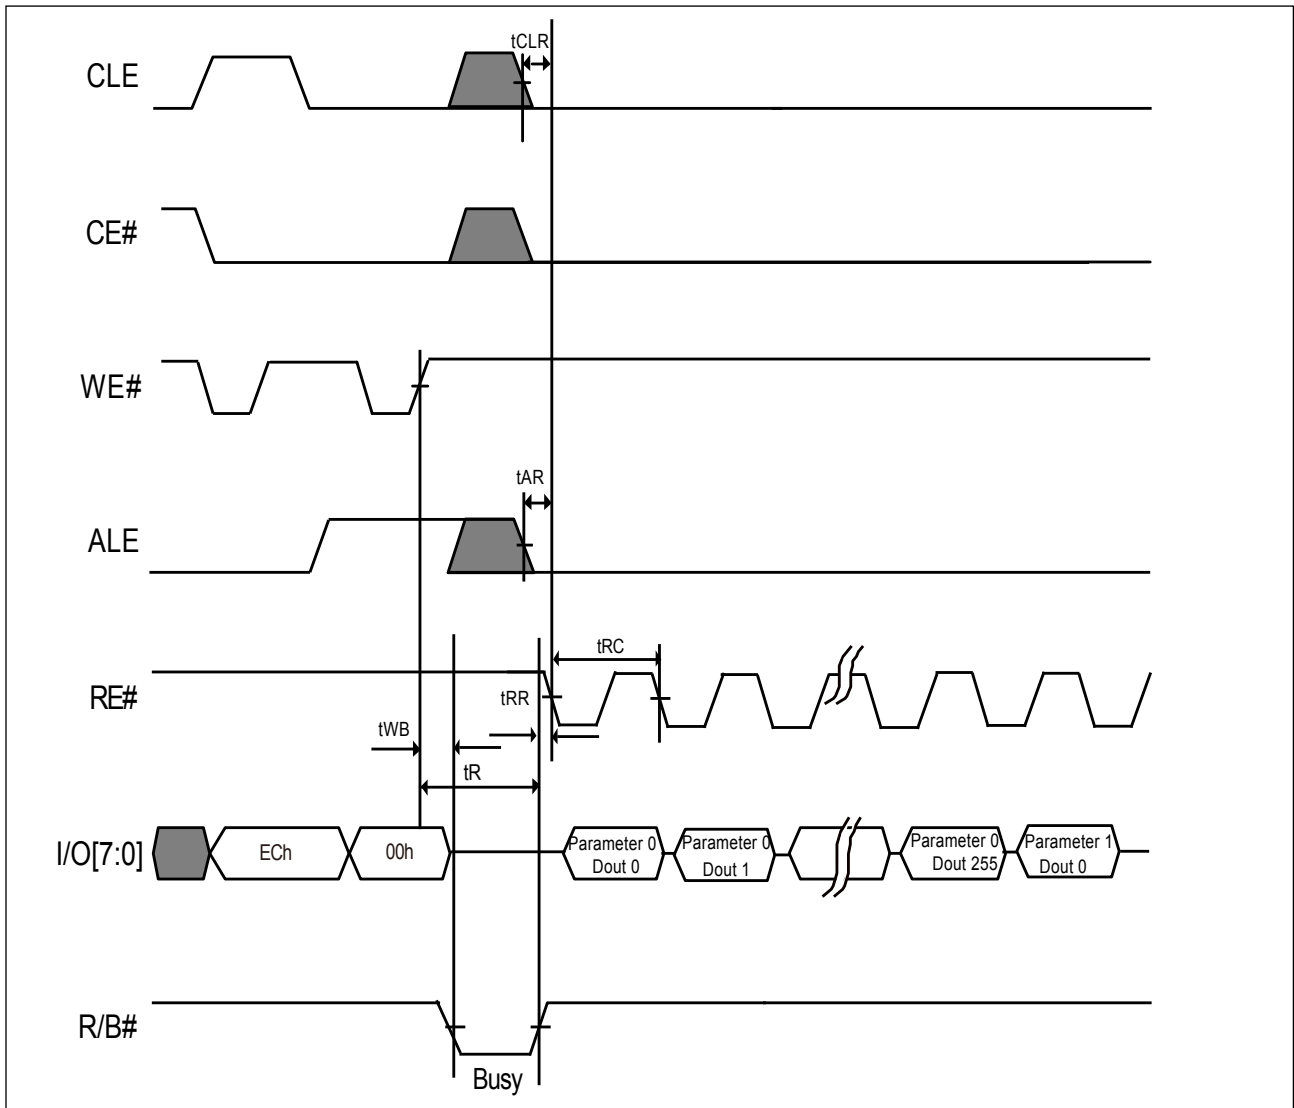 tCLR
CLE
CE#
WE#
tAR
ALE
tRC
RE#
tRR
tWB
tR
I/O[7:0]
ECh
00h
Parameter 0
Dout 0
Parameter 0
Dout 1
Parameter 0
Dout 255
Parameter 1
Dout 0
R/B#
Busy